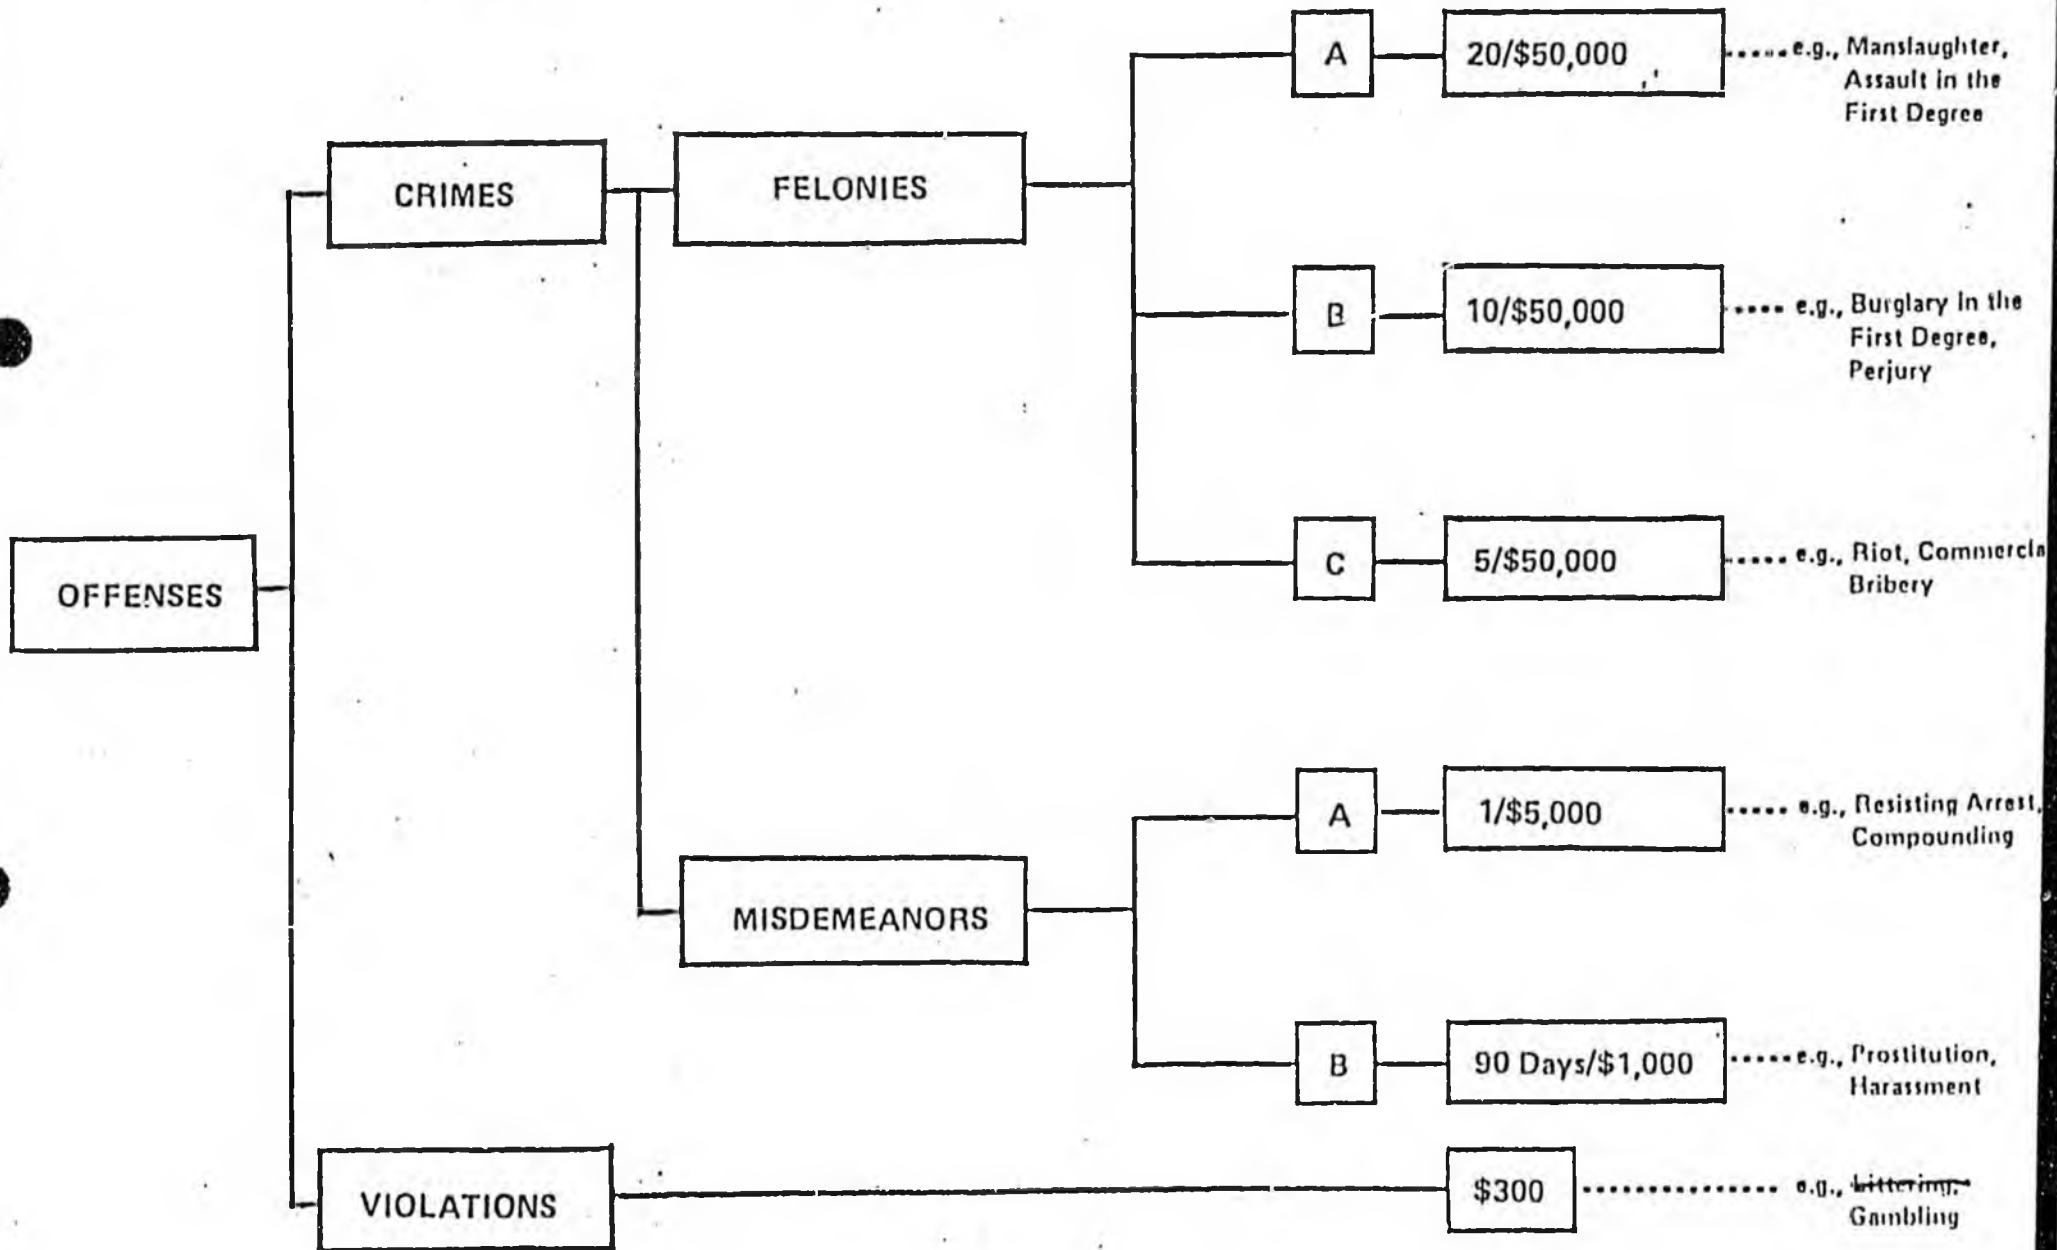 A
20/$50,000
e.g., Manslaughter,
Assault in the
First Degree
CRIMES
FELONIES
B
10/$50,000
e.g., Burglary in the
First Degree,
Perjury
C
5/$50,000
e.g., Riot, Commercia
Bribery
OFFENSES
A
1/$5,000
e.g., Resisting Arrest,
Compounding
MISDEMEANORS
B
90 Days/$1,000
e.g., Prostitution,
Harassment
VIOLATIONS
$300
e.g., Littering,
Gambling